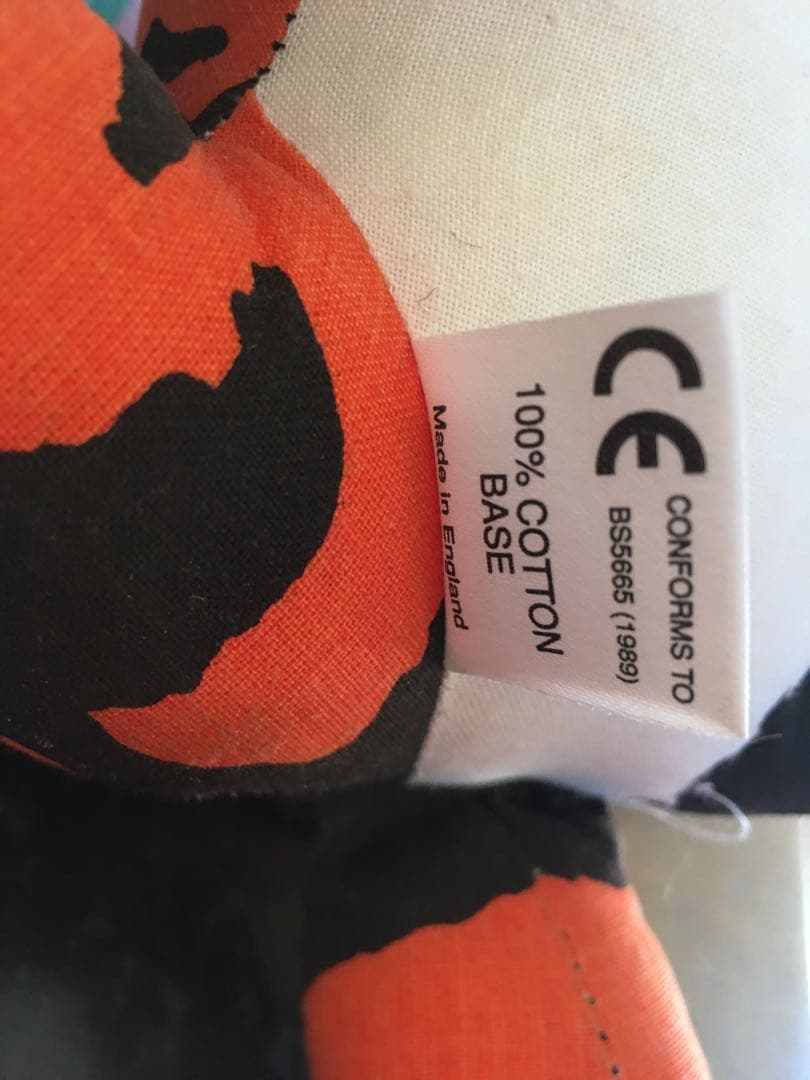 CE
CONFORMS TO
BS5665 (1989)
100% COTTON
BASE
Made in England